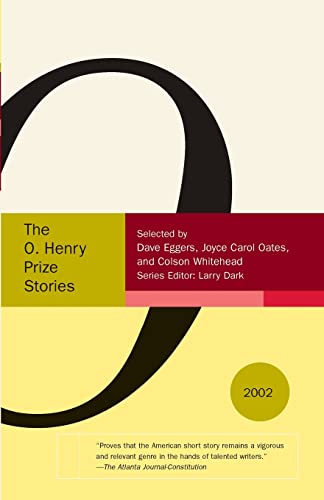 The
O. Henry
Prize
Stories
Selected by
Dave Eggers, Joyce Carol Oates,
and Colson Whitehead
Series Editor: Larry Dark
2002
“Proves that the American short story remains a vigorous
and relevant genre in the hands of talented writers.”
—The Atlanta Journal-Constitution